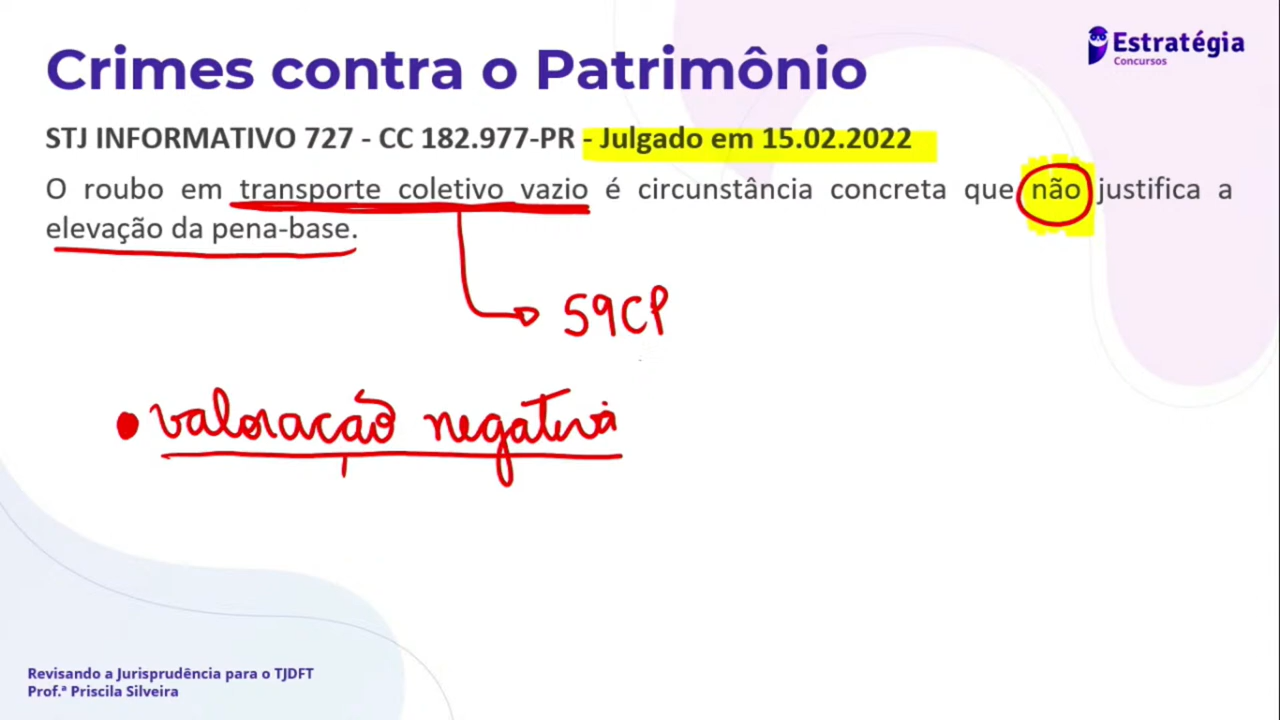 Crimes contra o Patrimônio
Estratégia
Concursos
STJ INFORMATIVO 727 - CC 182.977-PR - Julgado em 15.02.2022
O roubo em transporte coletivo vazio é circunstância concreta que não justifica a
elevação da pena-base.
59CP
• valoração negativa
Revisando a Jurisprudência para o TJDFT
Prof.ª Priscila Silveira